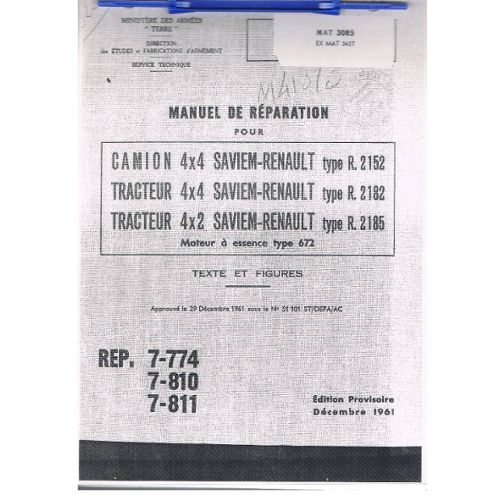 MINISTÈRE DES ARMÉES
"TERRE"
DIRECTION
des ÉTUDES et FABRICATIONS d'ARMEMENT
SERVICE TECHNIQUE
MAT 3085
EX MAT 3427
MANUEL DE RÉPARATION
POUR
CAMION 4x4 SAVIEM-RENAULT type R. 2152
TRACTEUR 4x4 SAVIEM-RENAULT type R. 2182
TRACTEUR 4x2 SAVIEM-RENAULT type R. 2185
Moteur à essence type 672
TEXTE ET FIGURES
Approuvé le 29 Décembre 1961 sous le N° 51 101 ST/DEFA/AC
REP. 7-774
7-810
7-811
Édition Provisoire
Décembre 1961